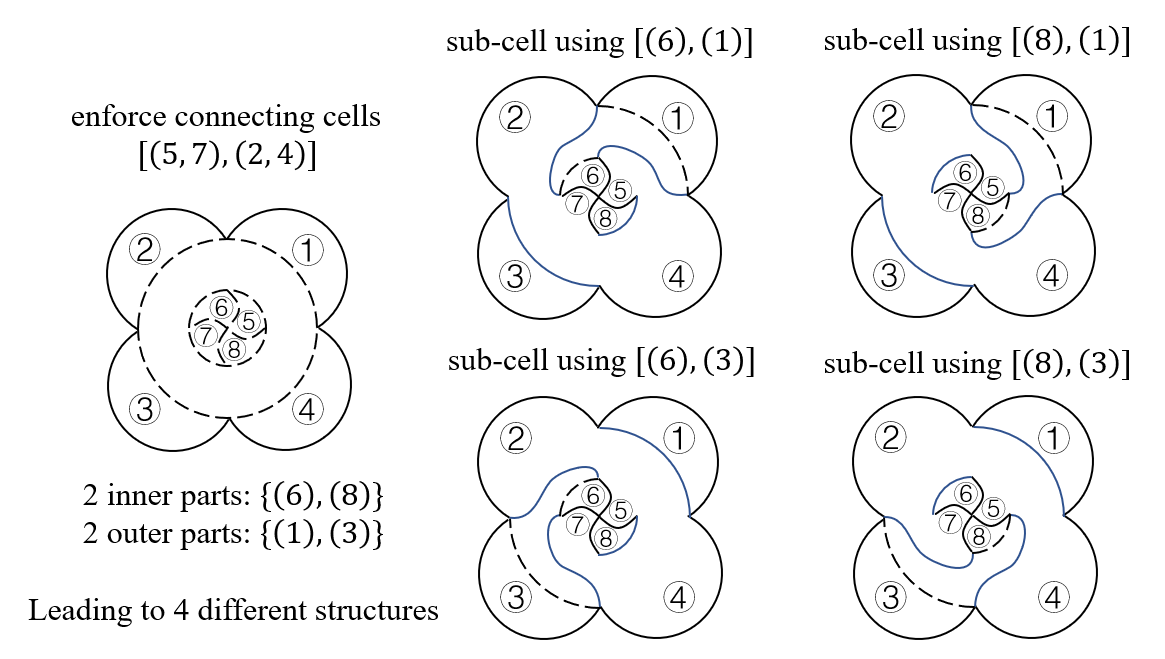 enforce connecting cells
[(5, 7), (2, 4)]
② ①
⑥ ⑤
⑦ ⑧
③ ④
2 inner parts: {(6), (8)}
2 outer parts: {(1), (3)}
Leading to 4 different structures
sub-cell using [(6), (1)]
② ①
⑥ ⑤
⑦ ⑧
③ ④
sub-cell using [(8), (1)]
② ①
⑥ ⑤
⑦ ⑧
③ ④
sub-cell using [(6), (3)]
② ①
⑥ ⑤
⑦ ⑧
③ ④
sub-cell using [(8), (3)]
② ①
⑥ ⑤
⑦ ⑧
③ ④